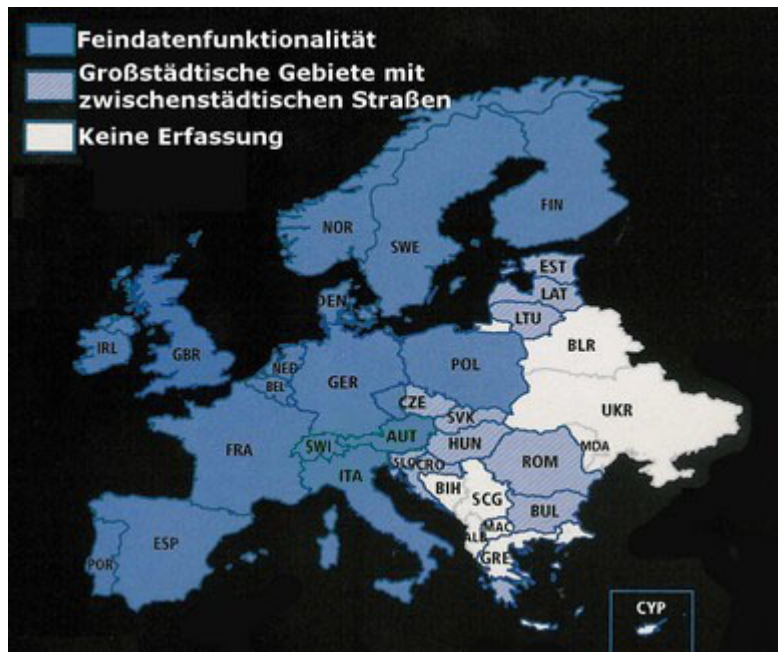 Feindatenfunktionalität
Großstädtische Gebiete mit
zwischenstädtischen Straßen
Keine Erfassung
NOR
FIN
SWE
EST
DEN
LAT
LTU
IRL
GBR
BLR
NED
BEL
GER
POL
CZE
UKR
SVK
FRA
SWI
AUT
HUN
MDA
ITA
SLO
CRO
ROM
BIH
SCG
BUL
MAC
ALB
ESP
POR
GRE
CYP